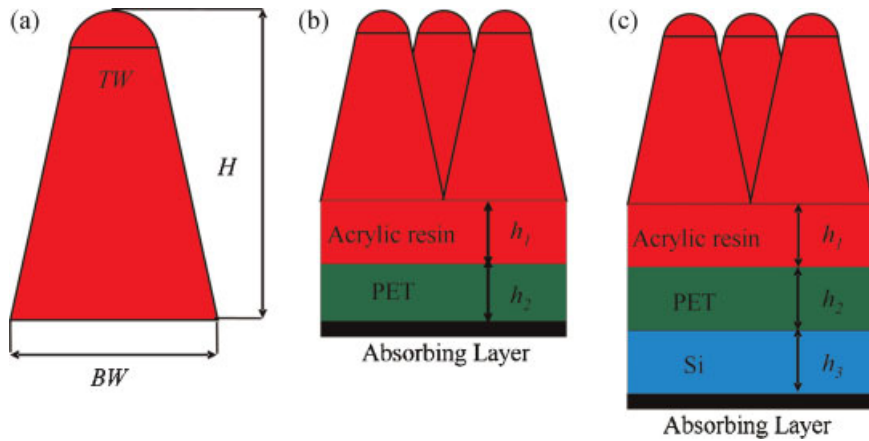 (a)
TW
H
BW
(b)
Acrylic resin
h1
PET
h2
Absorbing Layer
(c)
Acrylic resin
h1
PET
h2
Si
h3
Absorbing Layer